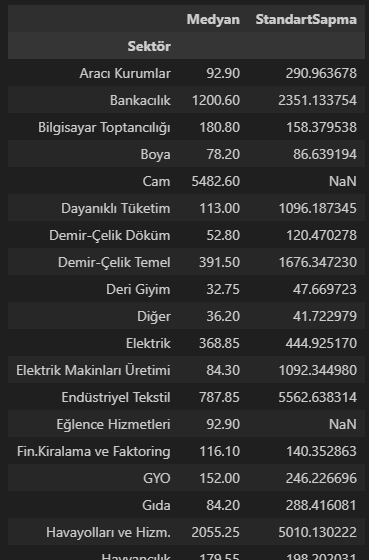 Medyan StandartSapma
Sektör
Aracı Kurumlar 92.90 290.963678
Bankacılık 1200.60 2351.133754
Bilgisayar Toptancılığı 180.80 158.379538
Boya 78.20 86.639194
Cam 5482.60 NaN
Dayanıklı Tüketim 113.00 1096.187345
Demir-Çelik Döküm 52.80 120.470278
Demir-Çelik Temel 391.50 1676.347230
Deri Giyim 32.75 47.669723
Diğer 36.20 41.722979
Elektrik 368.85 444.925170
Elektrik Makinları Üretimi 84.30 1092.344980
Endüstriyel Tekstil 787.85 5562.638314
Eğlence Hizmetleri 92.90 NaN
Fin.Kiralama ve Faktoring 116.10 140.352863
GYO 152.00 246.226696
Gıda 84.20 288.416081
Havayolları ve Hizm. 2055.25 5010.130222
Hayvancılık 179.55 198.202031